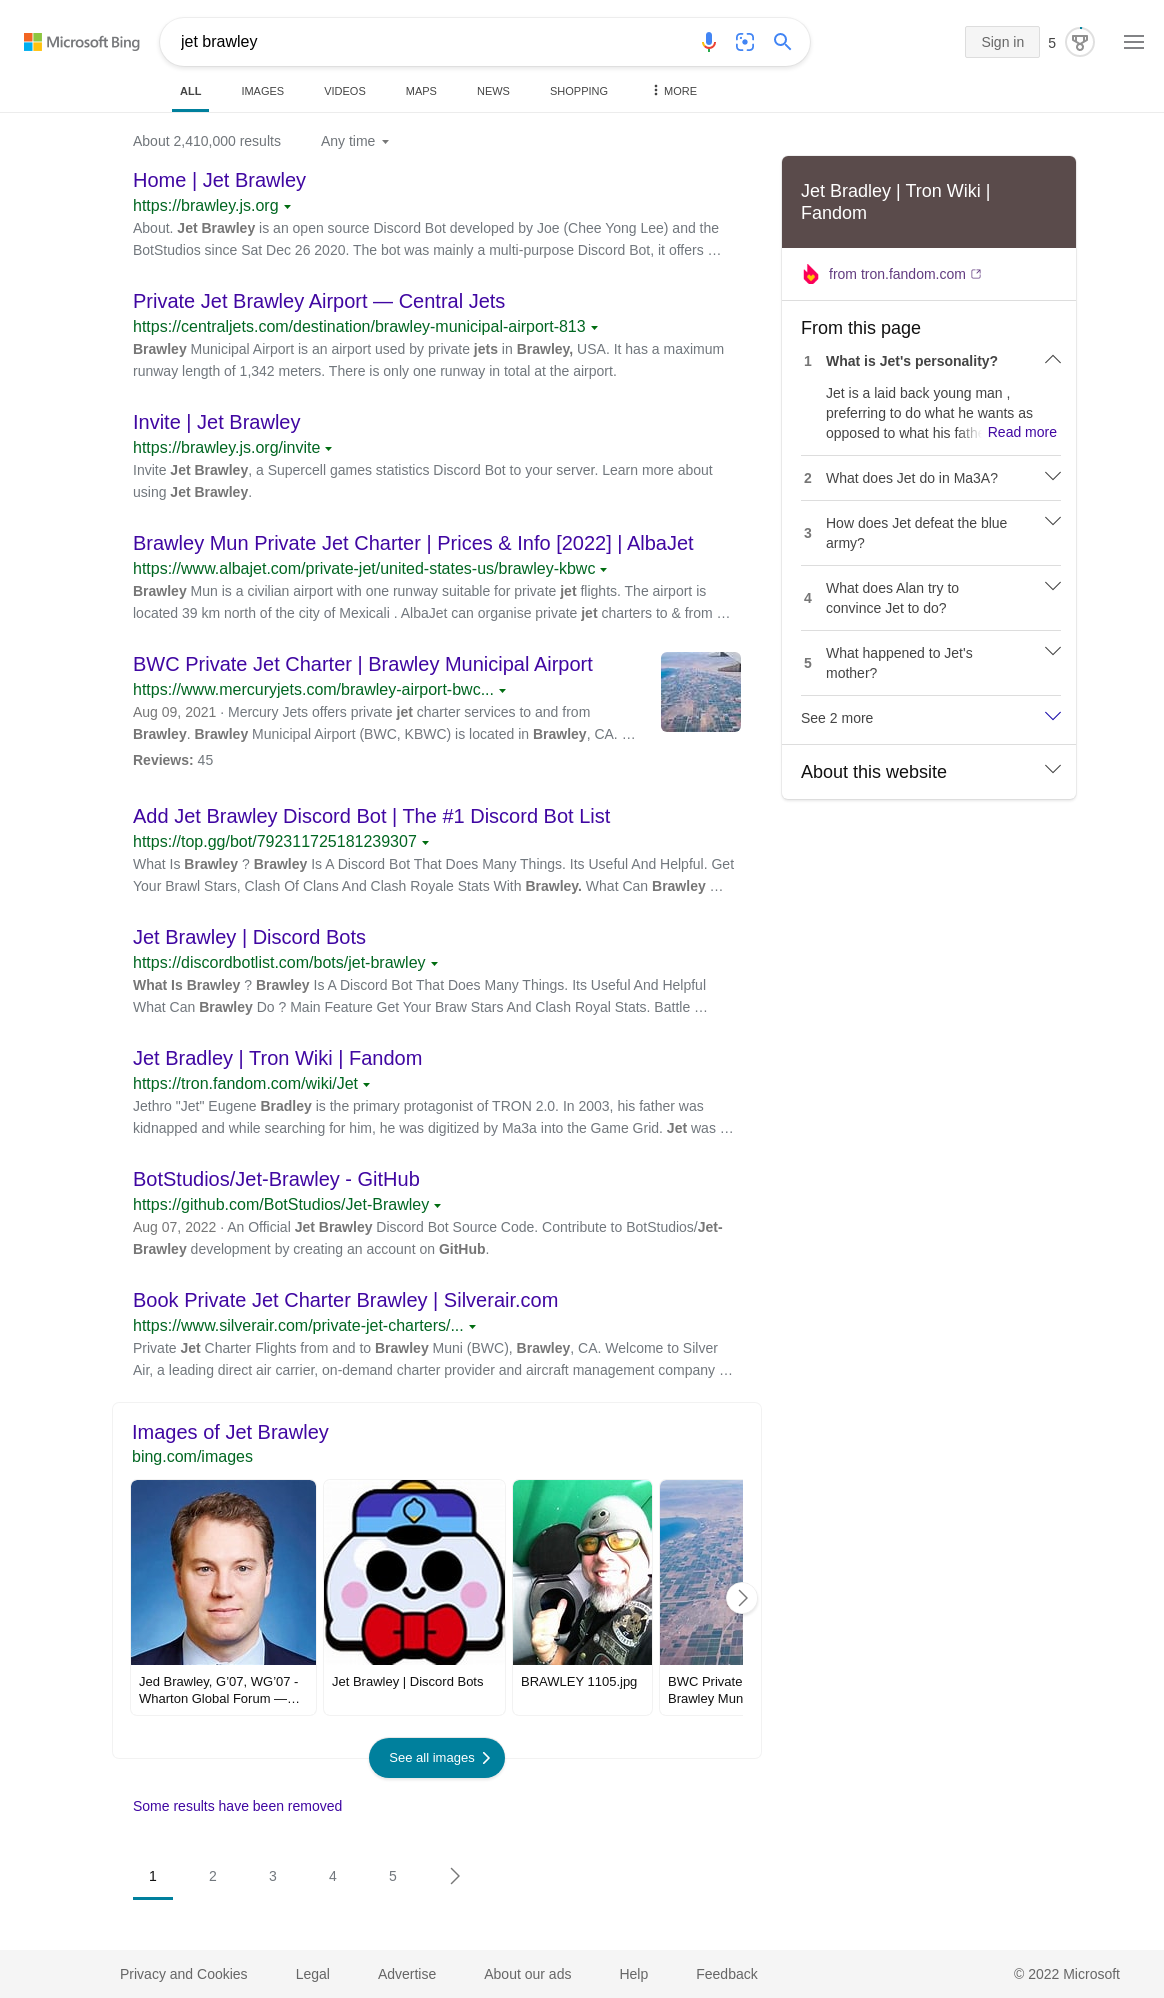 Microsoft Bing
jet brawley
Sign in
5
ALL
IMAGES
VIDEOS
MAPS
NEWS
SHOPPING
MORE
About 2,410,000 results
Any time
Home | Jet Brawley
https://brawley.js.org
About. Jet Brawley is an open source Discord Bot developed by Joe (Chee Yong Lee) and the
BotStudios since Sat Dec 26 2020. The bot was mainly a multi-purpose Discord Bot, it offers …
Private Jet Brawley Airport — Central Jets
https://centraljets.com/destination/brawley-municipal-airport-813
Brawley Municipal Airport is an airport used by private jets in Brawley, USA. It has a maximum
runway length of 1,342 meters. There is only one runway in total at the airport.
Invite | Jet Brawley
https://brawley.js.org/invite
Invite Jet Brawley, a Supercell games statistics Discord Bot to your server. Learn more about
using Jet Brawley.
Brawley Mun Private Jet Charter | Prices & Info [2022] | AlbaJet
https://www.albajet.com/private-jet/united-states-us/brawley-kbwc
Brawley Mun is a civilian airport with one runway suitable for private jet flights. The airport is
located 39 km north of the city of Mexicali . AlbaJet can organise private jet charters to & from …
BWC Private Jet Charter | Brawley Municipal Airport
https://www.mercuryjets.com/brawley-airport-bwc...
Aug 09, 2021 · Mercury Jets offers private jet charter services to and from
Brawley. Brawley Municipal Airport (BWC, KBWC) is located in Brawley, CA. …
Reviews: 45
Add Jet Brawley Discord Bot | The #1 Discord Bot List
https://top.gg/bot/792311725181239307
What Is Brawley ? Brawley Is A Discord Bot That Does Many Things. Its Useful And Helpful. Get
Your Brawl Stars, Clash Of Clans And Clash Royale Stats With Brawley. What Can Brawley …
Jet Brawley | Discord Bots
https://discordbotlist.com/bots/jet-brawley
What Is Brawley ? Brawley Is A Discord Bot That Does Many Things. Its Useful And Helpful
What Can Brawley Do ? Main Feature Get Your Braw Stars And Clash Royal Stats. Battle …
Jet Bradley | Tron Wiki | Fandom
https://tron.fandom.com/wiki/Jet
Jethro "Jet" Eugene Bradley is the primary protagonist of TRON 2.0. In 2003, his father was
kidnapped and while searching for him, he was digitized by Ma3a into the Game Grid. Jet was …
BotStudios/Jet-Brawley - GitHub
https://github.com/BotStudios/Jet-Brawley
Aug 07, 2022 · An Official Jet Brawley Discord Bot Source Code. Contribute to BotStudios/Jet-
Brawley development by creating an account on GitHub.
Book Private Jet Charter Brawley | Silverair.com
https://www.silverair.com/private-jet-charters/...
Private Jet Charter Flights from and to Brawley Muni (BWC), Brawley, CA. Welcome to Silver
Air, a leading direct air carrier, on-demand charter provider and aircraft management company …
Images of Jet Brawley
bing.com/images
Jed Brawley, G'07, WG'07 -
Wharton Global Forum —…
Jet Brawley | Discord Bots
BRAWLEY 1105.jpg
BWC Private
Brawley Mun
See all images
Some results have been removed
1
2
3
4
5
Jet Bradley | Tron Wiki |
Fandom
from tron.fandom.com
From this page
1 What is Jet's personality?
Jet is a laid back young man ,
preferring to do what he wants as
opposed to what his fath Read more
2 What does Jet do in Ma3A?
3 How does Jet defeat the blue
army?
4 What does Alan try to
convince Jet to do?
5 What happened to Jet's
mother?
See 2 more
About this website
Privacy and Cookies
Legal
Advertise
About our ads
Help
Feedback
© 2022 Microsoft